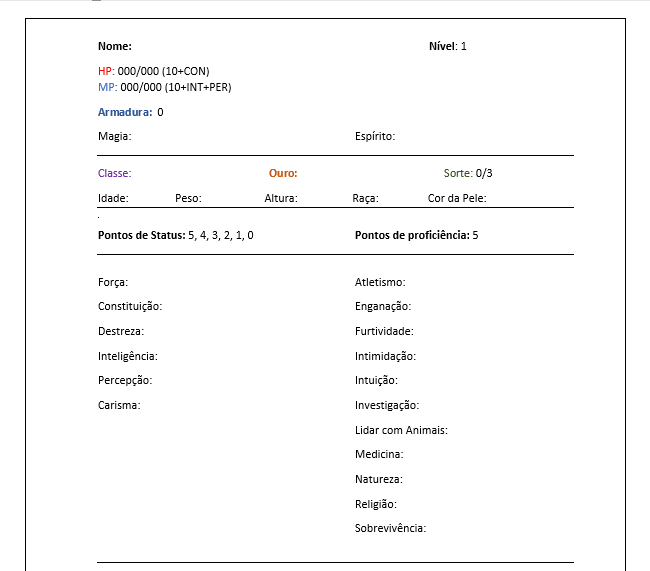 Nome: Nível: 1
HP: 000/000 (10+CON)
MP: 000/000 (10+INT+PER)
Armadura: 0
Magia: Espírito:
Classe: Ouro: Sorte: 0/3
Idade: Peso: Altura: Raça: Cor da Pele:
.
Pontos de Status: 5, 4, 3, 2, 1, 0 Pontos de proficiência: 5
Força: Atletismo:
Constituição: Enganação:
Destreza: Furtividade:
Inteligência: Intimidação:
Percepção: Intuição:
Carisma: Investigação:
Lidar com Animais:
Medicina:
Natureza:
Religião:
Sobrevivência: